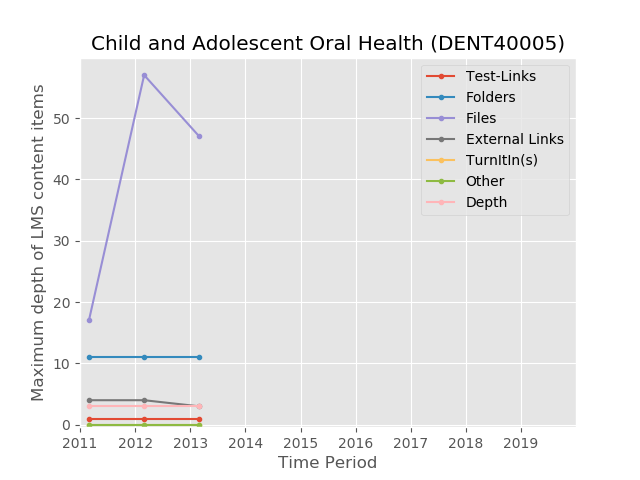 Child and Adolescent Oral Health (DENT40005)
Maximum depth of LMS content items
50
40
30
20
10
0
Test-Links
Folders
Files
External Links
TurnItIn(s)
Other
Depth
2011 2012 2013 2014 2015 2016 2017 2018 2019
Time Period